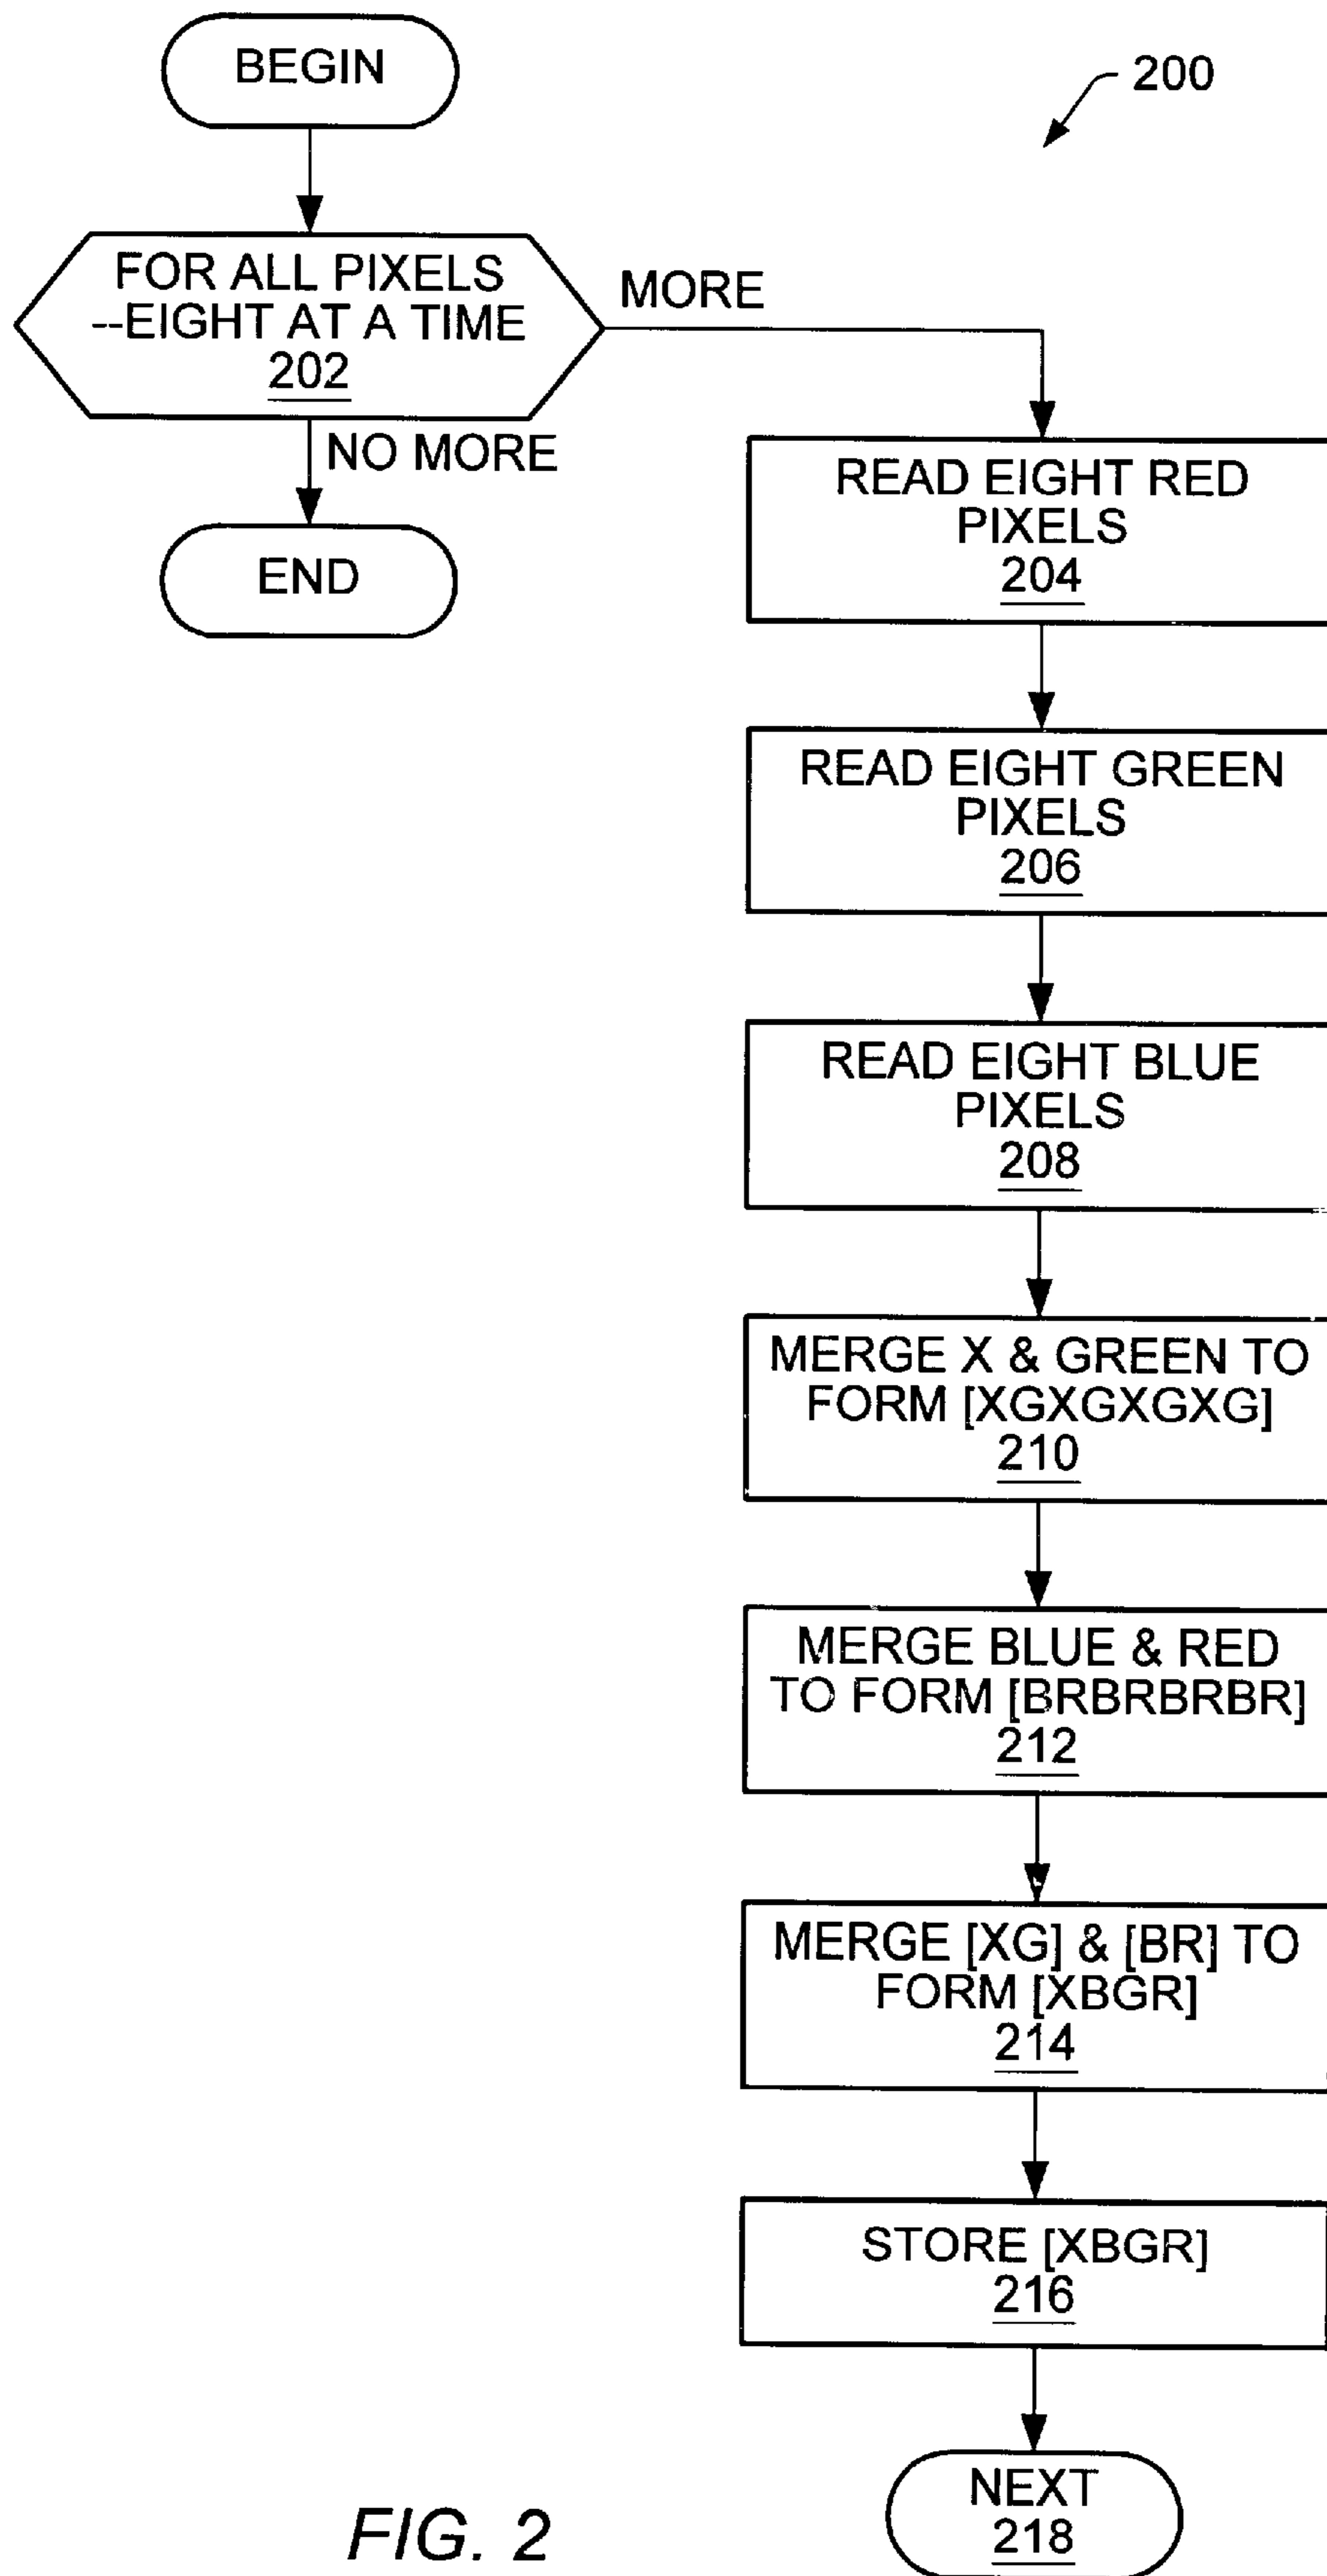 BEGIN
200
FOR ALL PIXELS
--EIGHT AT A TIME
202
MORE
NO MORE
END
READ EIGHT RED
PIXELS
204
READ EIGHT GREEN
PIXELS
206
READ EIGHT BLUE
PIXELS
208
MERGE X & GREEN TO
FORM [XGXGXGXG]
210
MERGE BLUE & RED
TO FORM [BRBRBRBR]
212
MERGE [XG] & [BR] TO
FORM [XBGR]
214
STORE [XBGR]
216
NEXT
218
FIG. 2